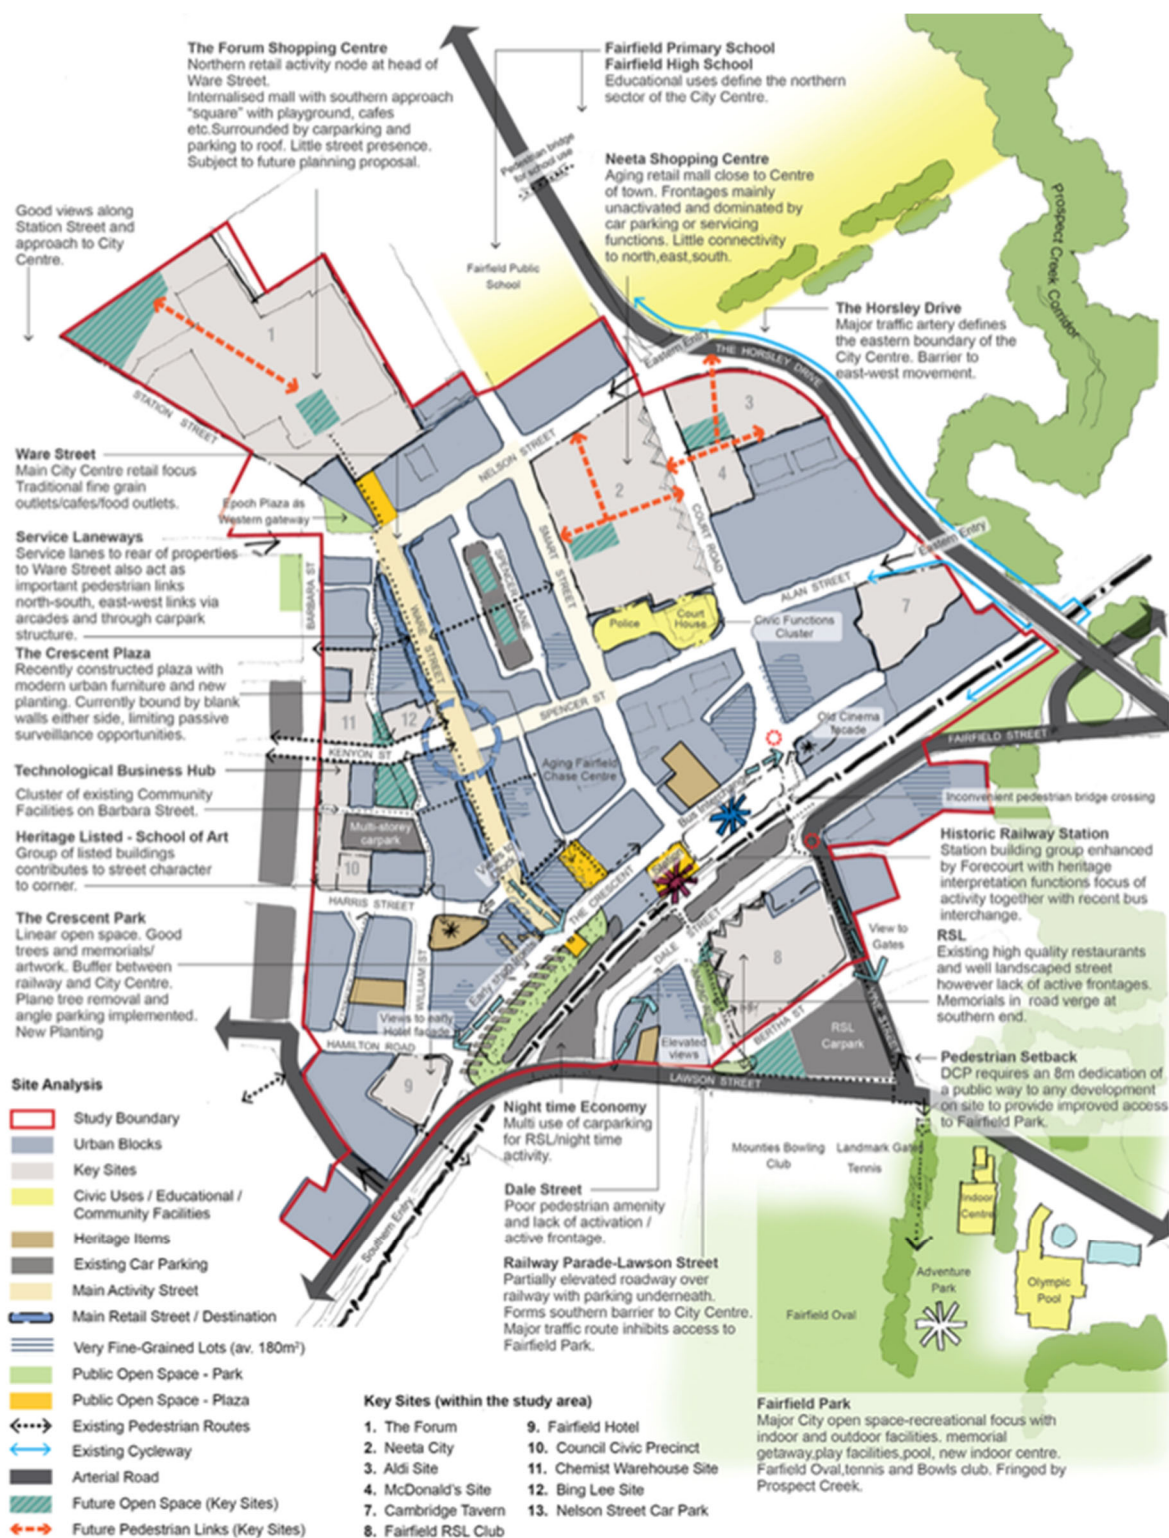 The Forum Shopping Centre
Northern retail activity node at head of
Ware Street.
Internalised mall with southern approach
"square" with playground, cafes
etc.Surrounded by carparking and
parking to roof. Little street presence.
Subject to future planning proposal.
Fairfield Primary School
Fairfield High School
Educational uses define the northern
sector of the City Centre.
Pedestrian bridge
for school use
Neeta Shopping Centre
Aging retail mall close to Centre
of town. Frontages mainly
unactivated and dominated by
car parking or servicing
functions. Little connectivity
to north,east,south.
Good views along
Station Street and
approach to City
Centre.
Fairfield Public
School
Prospect Creek Corridor
The Horsley Drive
Major traffic artery defines
the eastern boundary of the
City Centre. Barrier to
east-west movement.
Eastern Entry
THE HORSLEY DRIVE
1
STATION STREET
3
NELSON STREET
2
4
Ware Street
Main City Centre retail focus
Traditional fine grain
outlets/cafes/food outlets.
Epoch Plaza as
Western gateway
SMART STREET
COURT ROAD
Eastern Entry
Service Laneways
Service lanes to rear of properties
to Ware Street also act as
important pedestrian links
north-south, east-west links via
arcades and through carpark
structure.
BARBARA ST
WARE STREET
SPENCER LANE
ALAN STREET
7
Police
Court
House
Civic Functions
Cluster
The Crescent Plaza
Recently constructed plaza with
modern urban furniture and new
planting. Currently bound by blank
walls either side, limiting passive
surveillance opportunities.
11
12
SPENCER ST
KENYON ST
Old Cinema
facade
FAIRFIELD STREET
Technological Business Hub
Cluster of existing Community
Facilities on Barbara Street.
Aging Fairfield
Chase Centre
Bus Interchange
Inconvenient pedestrian bridge crossing
Heritage Listed - School of Art
Group of listed buildings
contributes to street character
to corner.
Multi-storey
carpark
10
Views to
HARRIS STREET
THE CRESCENT
Station
Historic Railway Station
Station building group enhanced
by Forecourt with heritage
interpretation functions focus of
activity together with recent bus
interchange.
The Crescent Park
Linear open space. Good
trees and memorials/
artwork. Buffer between
railway and City Centre.
Plane tree removal and
angle parking implemented.
New Planting
DALE STREET
8
View to
Gates
RSL
Existing high quality restaurants
and well landscaped street
however lack of active frontages.
Memorials in road verge at
southern end.
WILLIAM ST
Views to early
Hotel facade
HAMILTON ROAD
9
Elevated
views
BERTHA ST
RSL
Carpark
LAWSON STREET
Pedestrian Setback
DCP requires an 8m dedication of
a public way to any development
on site to provide improved access
to Fairfield Park.
Night time Economy
Multi use of carparking
for RSL/night time
activity.
Mounties Bowling
Club
Landmark Gates
Tennis
Indoor
Centre
Dale Street
Poor pedestrian amenity
and lack of activation /
active frontage.
Southern Entry
Railway Parade-Lawson Street
Partially elevated roadway over
railway with parking underneath.
Forms southern barrier to City Centre.
Major traffic route inhibits access to
Fairfield Park.
Fairfield Oval
Adventure
Park
Olympic
Pool
Site Analysis
Study Boundary
Urban Blocks
Key Sites
Civic Uses / Educational /
Community Facilities
Heritage Items
Existing Car Parking
Main Activity Street
Main Retail Street / Destination
Very Fine-Grained Lots (av. 180m²)
Public Open Space - Park
Public Open Space - Plaza
Existing Pedestrian Routes
Existing Cycleway
Arterial Road
Future Open Space (Key Sites)
Future Pedestrian Links (Key Sites)
Key Sites (within the study area)
1. The Forum
2. Neeta City
3. Aldi Site
4. McDonald's Site
7. Cambridge Tavern
8. Fairfield RSL Club
9. Fairfield Hotel
10. Council Civic Precinct
11. Chemist Warehouse Site
12. Bing Lee Site
13. Nelson Street Car Park
Fairfield Park
Major City open space-recreational focus with
indoor and outdoor facilities. memorial
getaway,play facilities,pool, new indoor centre.
Farfield Oval,tennis and Bowls club. Fringed by
Prospect Creek.